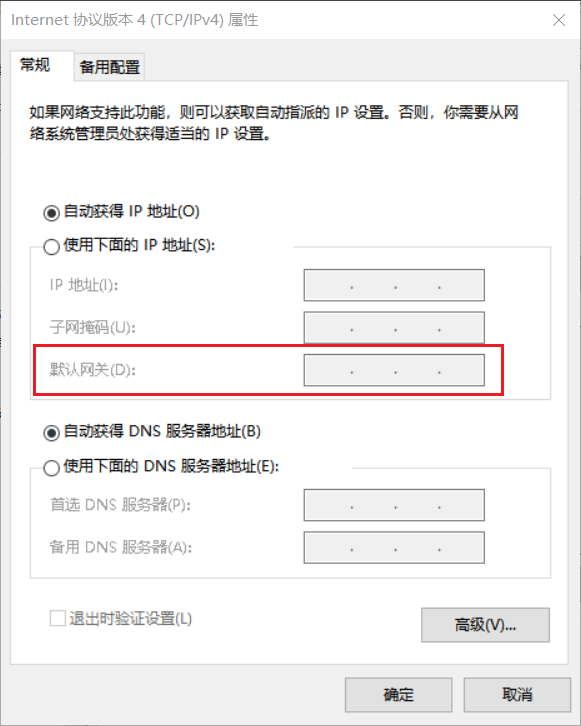 Internet 协议版本 4 (TCP/IPv4) 属性
常规
备用配置
如果网络支持此功能，则可以获取自动指派的 IP 设置。否则，你需要从网
络系统管理员处获得适当的 IP 设置。
自动获得 IP 地址(O)
使用下面的 IP 地址(S):
IP 地址(I):
子网掩码(U):
默认网关(D):
自动获得 DNS 服务器地址(B)
使用下面的 DNS 服务器地址(E):
首选 DNS 服务器(P):
备用 DNS 服务器(A):
退出时验证设置(L)
高级(V)...
确定
取消